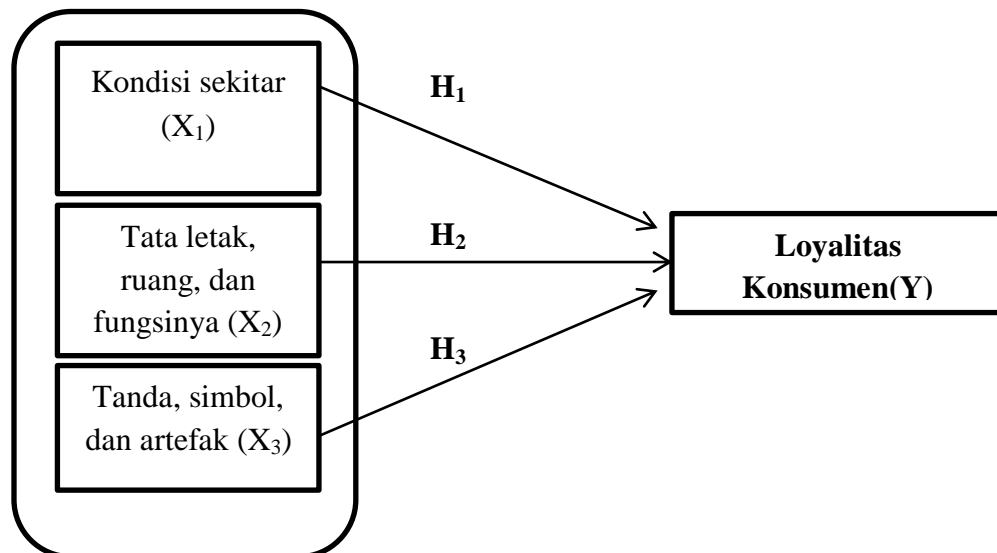 Kondisi sekitar
(X₁)
H₁
Tata letak,
ruang, dan
fungsinya (X₂)
H₂
Loyalitas
Konsumen(Y)
H₃
Tanda, simbol,
dan artefak (X₃)